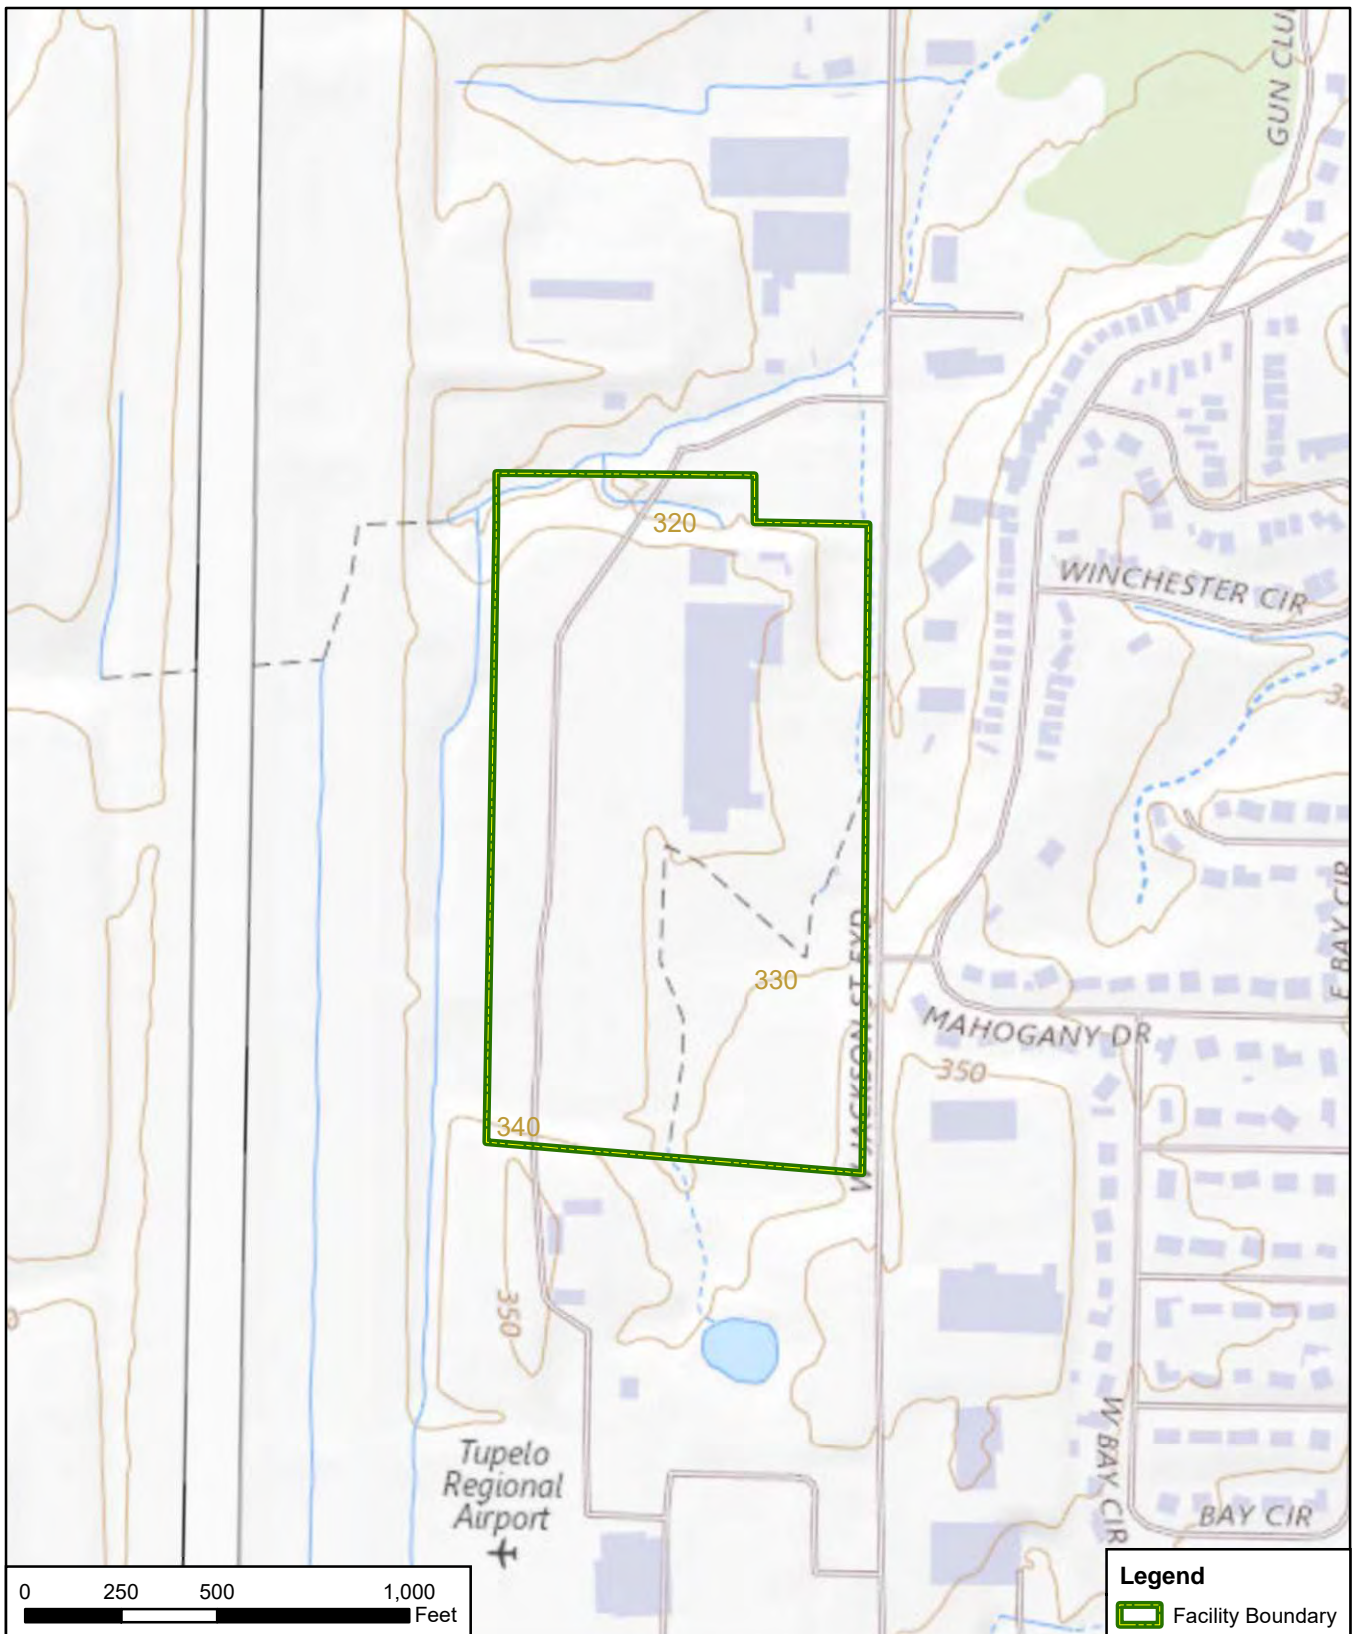 GUN CLU
320
WINCHESTER CIR
32
E BAY CIR
330
W JACKSON ST EXD
MAHOGANY DR
350
340
350
Tupelo
Regional
Airport
W BAY CIR
BAY CIR
0 250 500 1,000
Feet
Legend
Facility Boundary